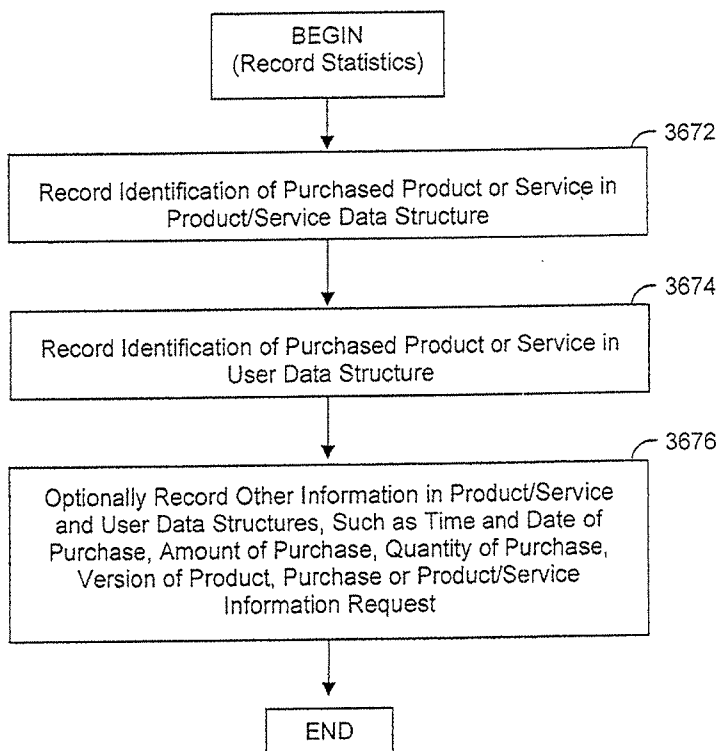 BEGIN
(Record Statistics)
3672
Record Identification of Purchased Product or Service in
Product/Service Data Structure
3674
Record Identification of Purchased Product or Service in
User Data Structure
3676
Optionally Record Other Information in Product/Service
and User Data Structures, Such as Time and Date of
Purchase, Amount of Purchase, Quantity of Purchase,
Version of Product, Purchase or Product/Service
Information Request
END